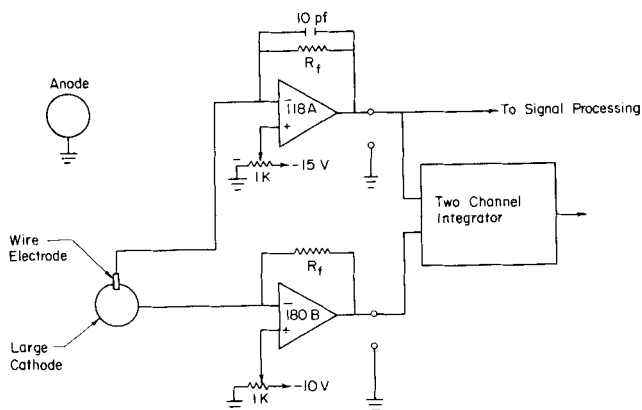 10 pf
Rf
Anode
−
118A
+
To Signal Processing
−15 V
1K
Two Channel
Integrator
Wire
Electrode
Rf
−
180 B
+
Large
Cathode
−10 V
1K